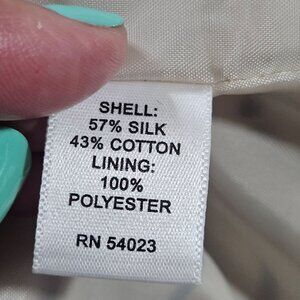 SHELL:
57% SILK
43% COTTON
LINING:
100%
POLYESTER
RN 54023